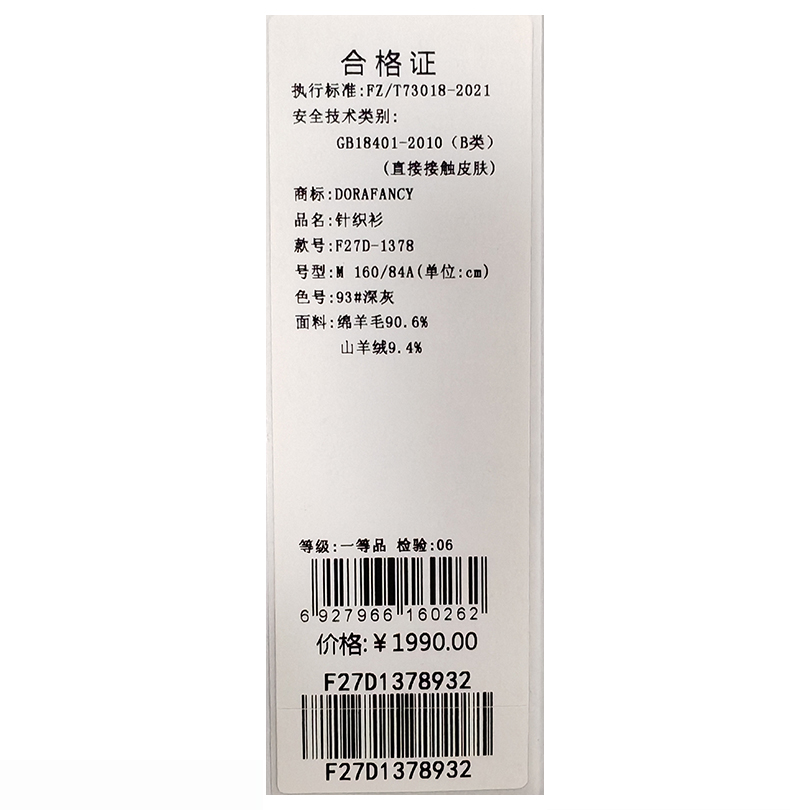 合格证
执行标准:FZ/T73018-2021
安全技术类别:
GB18401-2010（B类）
(直接接触皮肤)
商标:DORAFANCY
品名:针织衫
款号:F27D-1378
号型:M 160/84A(单位:cm)
色号:93#深灰
面料:绵羊毛90.6%
山羊绒9.4%
等级:一等品 检验:06
6 927966 160262
价格:￥1990.00
F27D1378932
F27D1378932